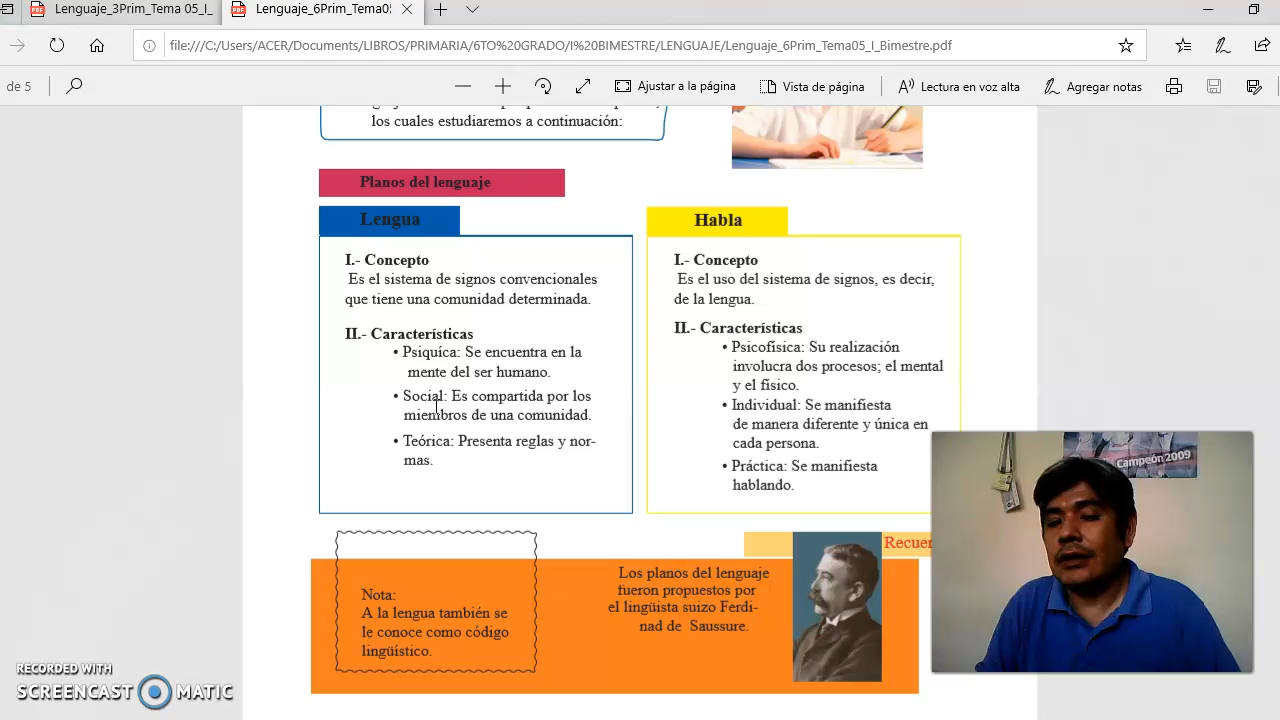 Lenguaje_3Prim_Tema 05_I_
Lenguaje_6Prim_Tema0
file:///C:/Users/ACER/Documents/LIBROS/PRIMARIA/6TO%20GRADO/I%20BIMESTRE/LENGUAJE/Lenguaje_6Prim_Tema05_I_Bimestre.pdf
de 5
Ajustar a la página
Vista de página
Lectura en voz alta
Agregar notas
los cuales estudiaremos a continuación:
Planos del lenguaje
Lengua
I.- Concepto
Es el sistema de signos convencionales
que tiene una comunidad determinada.
II.- Características
• Psiquíca: Se encuentra en la
mente del ser humano.
• Social: Es compartida por los
miembros de una comunidad.
• Teórica: Presenta reglas y nor-
mas.
Habla
I.- Concepto
Es el uso del sistema de signos, es decir,
de la lengua.
II.- Características
• Psicofísica: Su realización
involucra dos procesos; el mental
y el físico.
• Individual: Se manifiesta
de manera diferente y única en
cada persona.
• Práctica: Se manifiesta
hablando.
Campeón 2009
Nota:
A la lengua también se
le conoce como código
lingüístico.
Recuer
Los planos del lenguaje
fueron propuestos por
el lingüista suizo Ferdi-
nad de Saussure.
RECORDED WITH
SCREENCAST MATIC